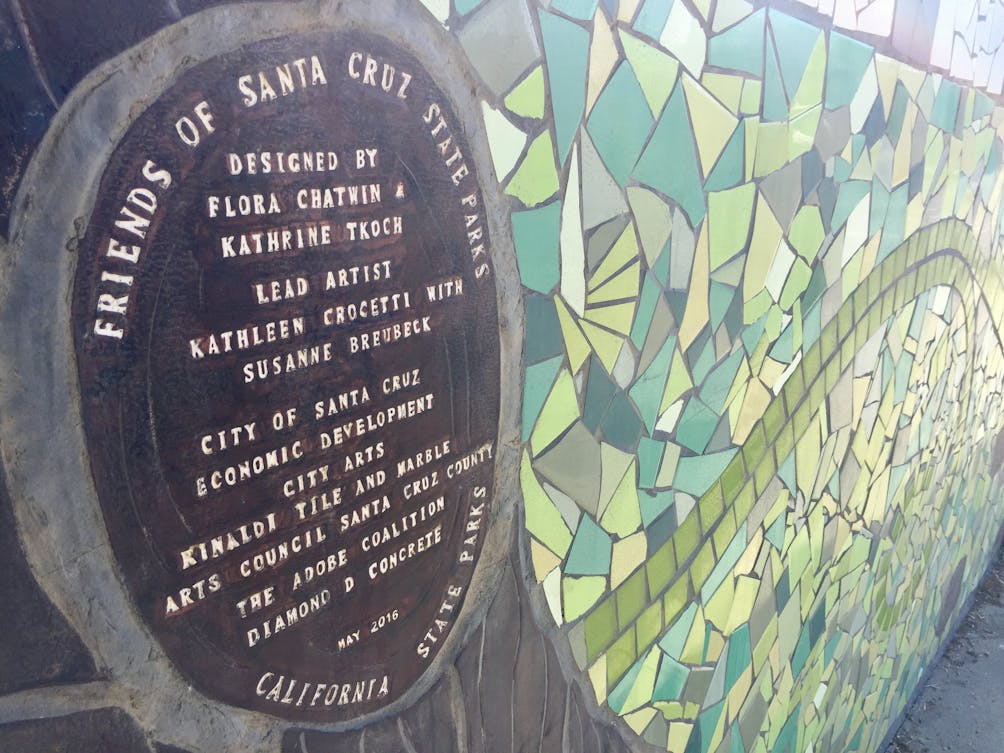 FRIENDS OF SANTA CRUZ STATE PARKS
DESIGNED BY
FLORA CHATWIN &
KATHRINE TKOCH
LEAD ARTIST
KATHLEEN CROCETTI WITH
SUSANNE BREUBECK
CITY OF SANTA CRUZ
ECONOMIC DEVELOPMENT
CITY ARTS
RINALDI TILE AND MARBLE
ARTS COUNCIL SANTA CRUZ COUNTY
THE ADOBE COALITION
DIAMOND D CONCRETE
MAY 2016
CALIFORNIA STATE PARKS